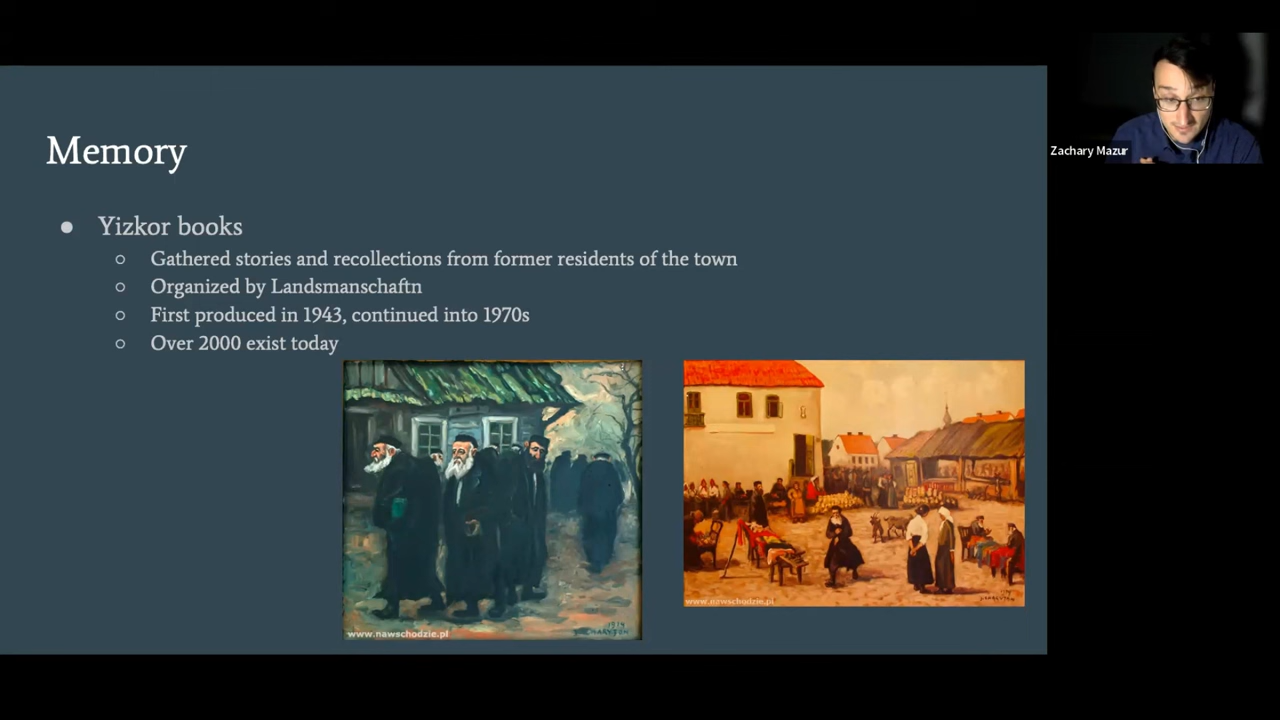 Memory
Yizkor books
Gathered stories and recollections from former residents of the town
Organized by Landsmanschaftn
First produced in 1943, continued into 1970s
Over 2000 exist today
Zachary Mazur
www.nawschodzie.pl
1914
www.nawschodzie.pl